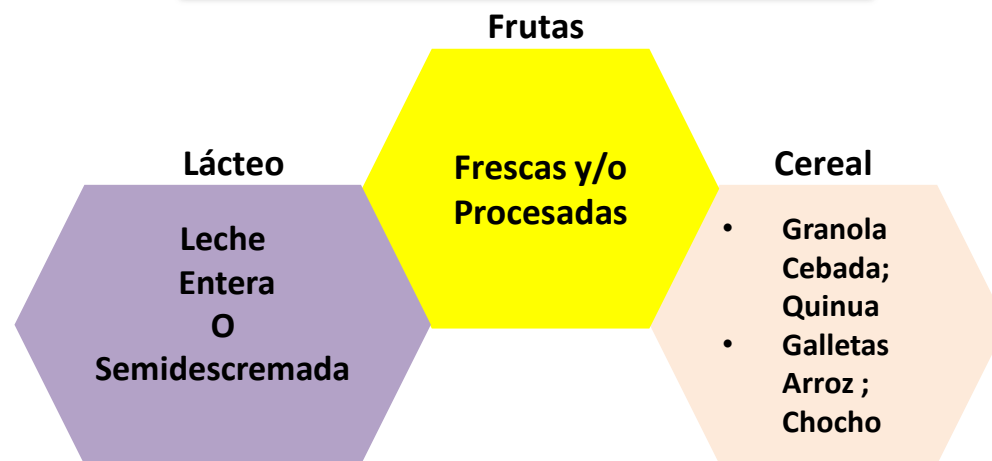 Frutas
Frescas y/o
Procesadas
Lácteo
Leche
Entera
O
Semidescremada
Cereal
• Granola
Cebada;
Quinua
• Galletas
Arroz ;
Chocho